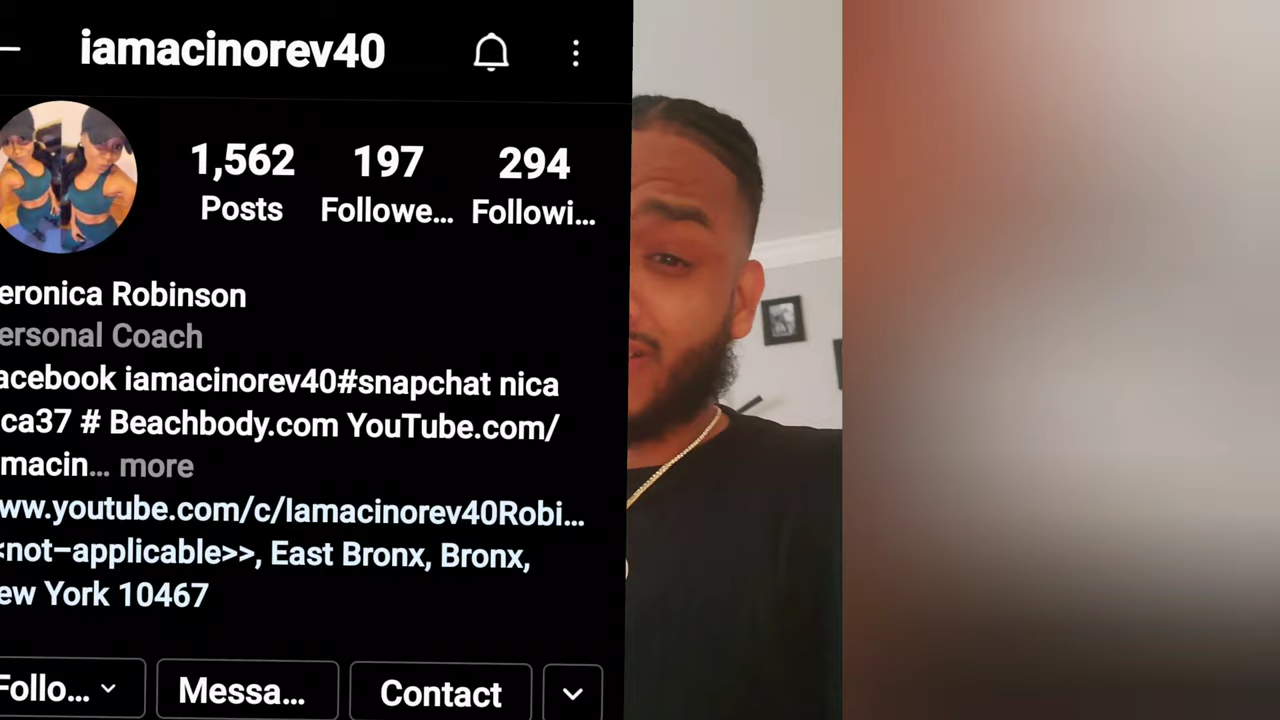 iamacinorev40
1,562 197 294
Posts Followe... Followi...
eronica Robinson
ersonal Coach
acebook iamacinorev40#snapchat nica
ca37 # Beachbody.com YouTube.com/
macin... more
ww.youtube.com/c/Iamacinorev40Robi...
<not-applicable>>, East Bronx, Bronx,
ew York 10467
Follo... Messa... Contact